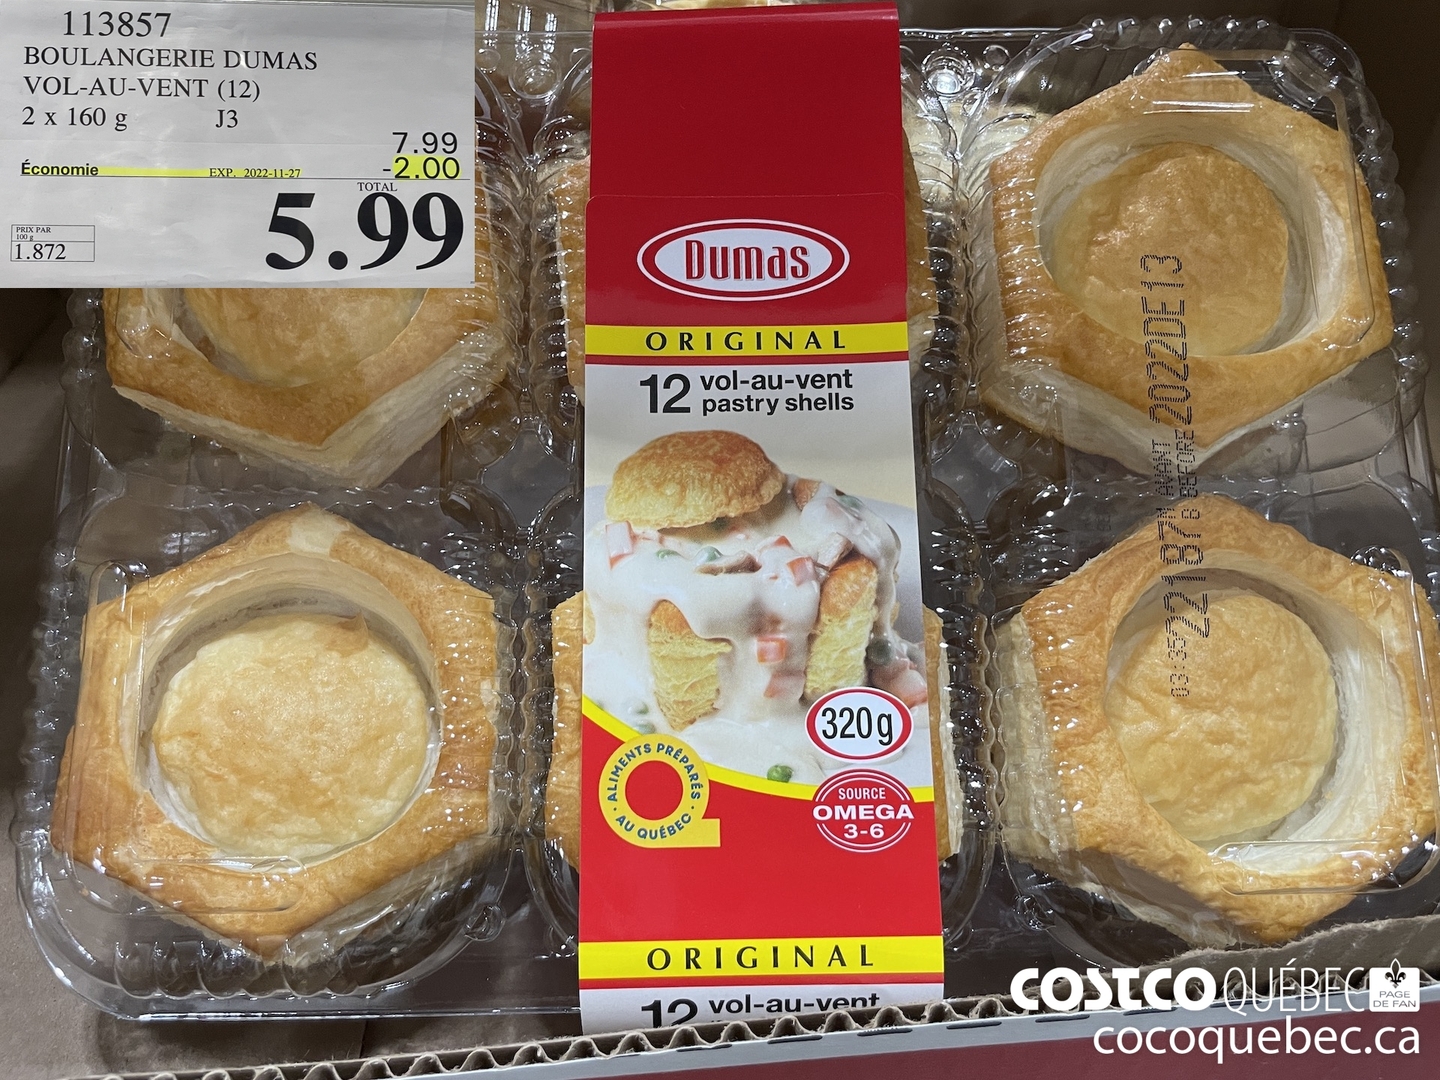 113857
BOULANGERIE DUMAS
VOL-AU-VENT (12)
2 x 160 g J3
7.99
Économie EXP. 2022-11-27 -2.00
TOTAL
5.99
PRIX PAR
100 g
1.872
Dumas
ORIGINAL
12 vol-au-vent
pastry shells
320 g
ALIMENTS PRÉPARÉS
AU QUÉBEC
SOURCE
OMEGA
3-6
ORIGINAL
12 vol-au-vent
AVANT
BEFORE 2022DE13
03:35
COSTCO QUÉBEC
PAGE
DE FAN
cocoquebec.ca